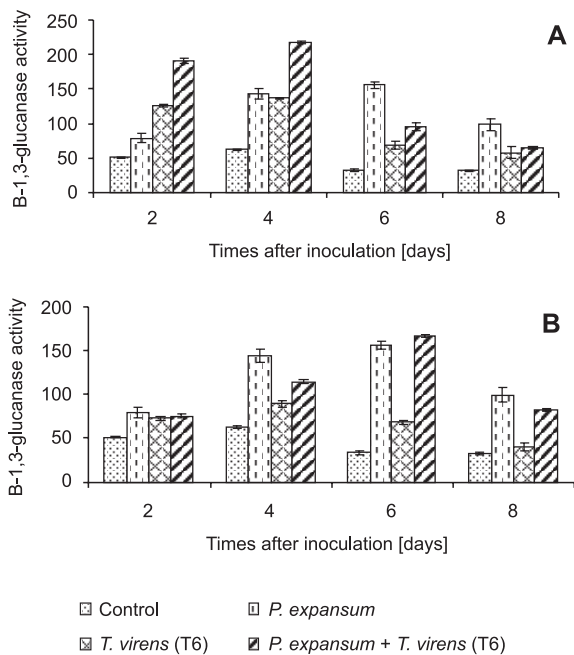 A
B-1,3-glucanase activity
250
200
150
100
50
0
2 4 6 8
Times after inoculation [days]
B
B-1,3-glucanase activity
200
150
100
50
0
2 4 6 8
Times after inoculation [days]
Control P. expansum
T. virens (T6) P. expansum + T. virens (T6)